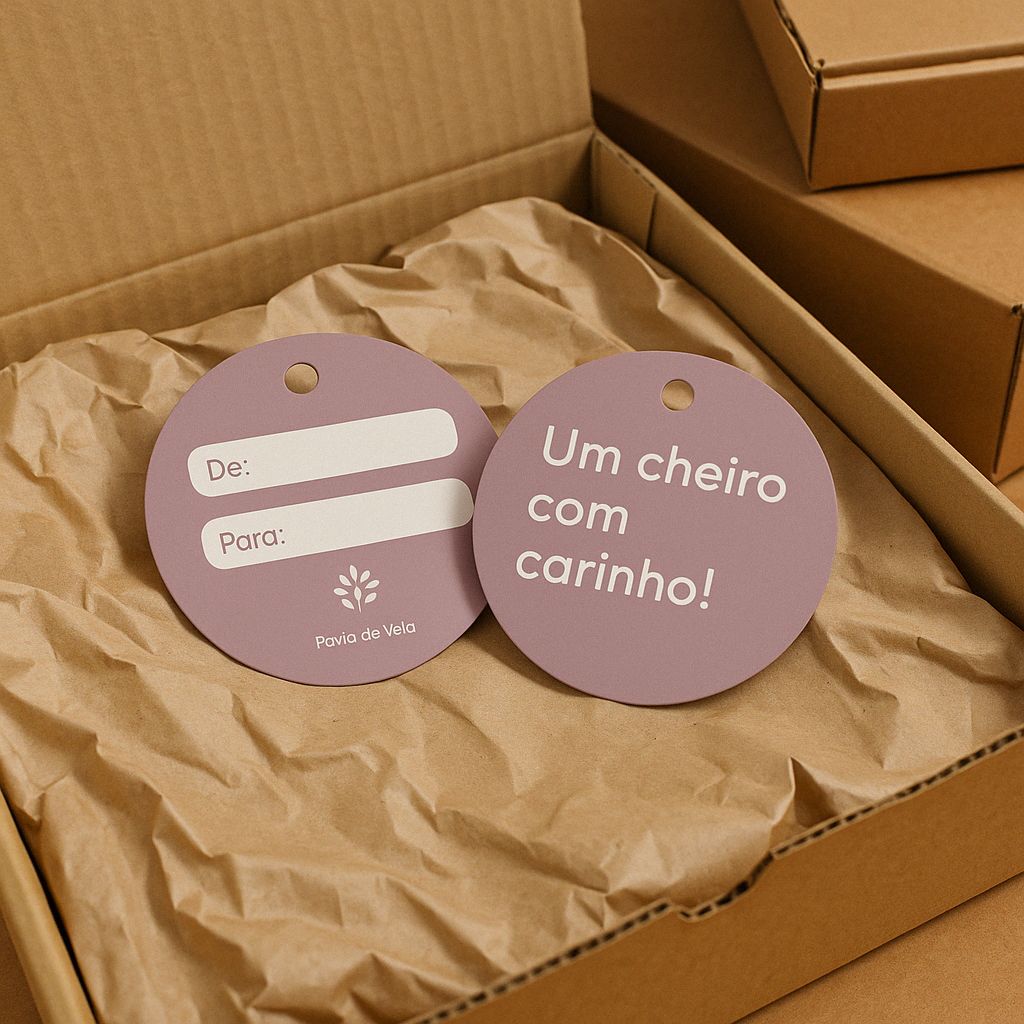 De:
Para:
Pavia de Vela
Um cheiro
com
carinho!